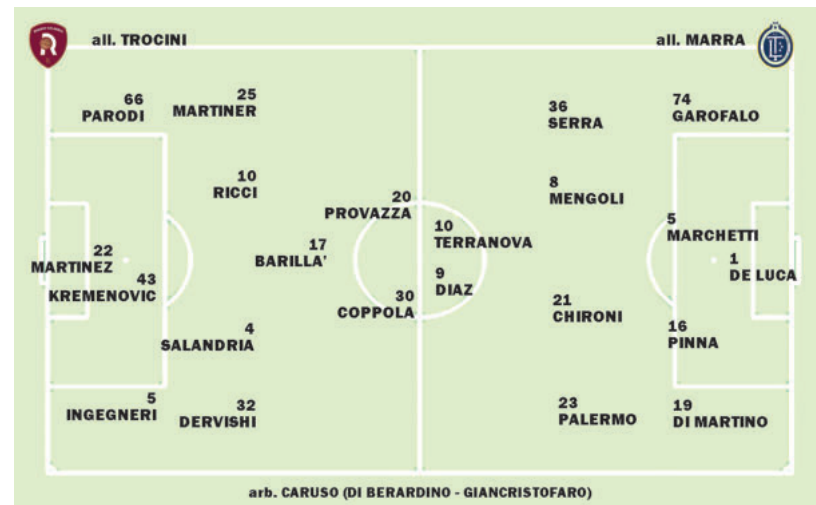 all. TROCINI
all. MARRA
66
PARODI
25
MARTINER
10
RICCI
22
MARTINEZ
43
KREMENOVIC
17
BARILLA'
20
PROVAZZA
30
COPPOLA
4
SALANDRIA
5
INGEGNERI
32
DERVISHI
36
SERRA
74
GAROFALO
8
MENGOLI
10
TERRANOVA
9
DIAZ
5
MARCHETTI
1
DE LUCA
21
CHIRONI
16
PINNA
23
PALERMO
19
DI MARTINO
arb. CARUSO (DI BERARDINO - GIANCRISTOFARO)